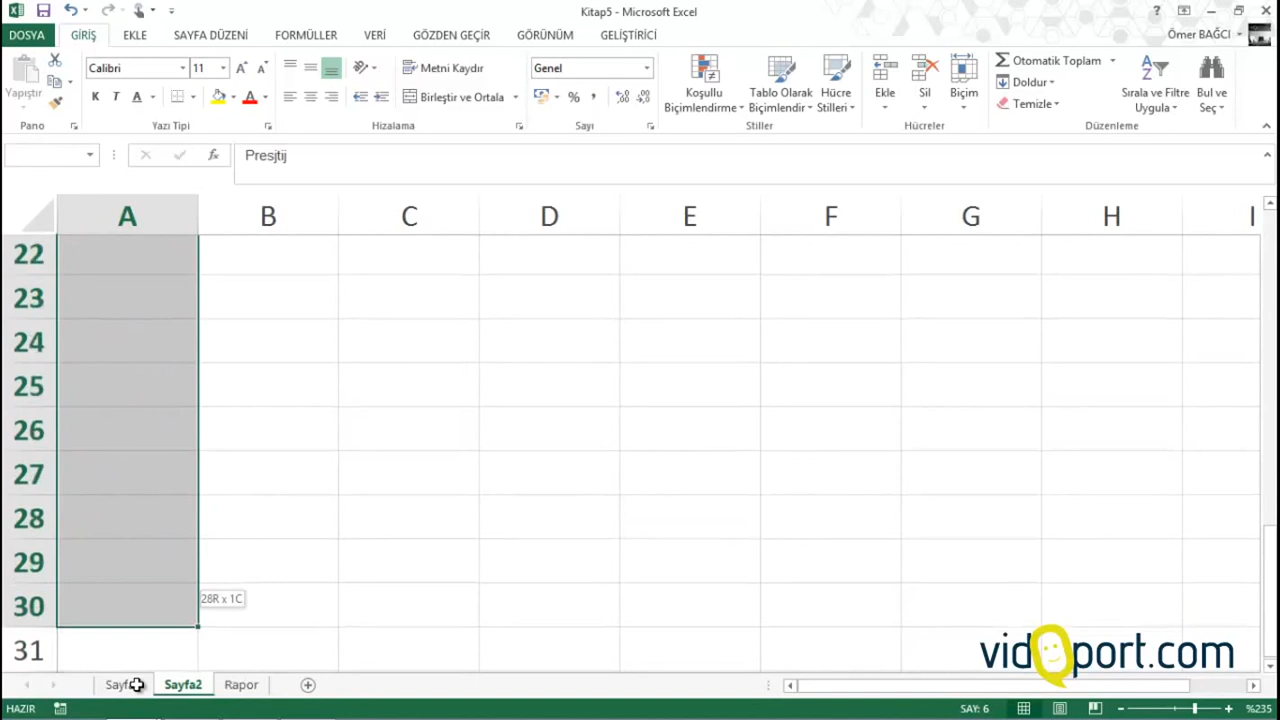 Kitap5 - Microsoft Excel
?
DOSYA GİRİŞ EKLE SAYFA DÜZENİ FORMÜLLER VERİ GÖZDEN GEÇİR GÖRÜNÜM GELİŞTİRİCİ Ömer BAĞCI
Yapıştır
Calibri 11
K T A
Metni Kaydır
Birleştir ve Ortala
Genel
%
Koşullu Biçimlendirme
Tablo Olarak Biçimlendir
Hücre Stilleri
Ekle
Sil
Biçim
Otomatik Toplam
Doldur
Temizle
Sırala ve Filtre Uygula
Bul ve Seç
Pano Yazı Tipi Hizalama Sayı Stiller Hücreler Düzenleme
fx Presjtij
A B C D E F G H I
22
23
24
25
26
27
28
29
30
28R x 1C
31
vidoport.com
Sayfa2 Rapor
HAZIR SAY: 6 %235